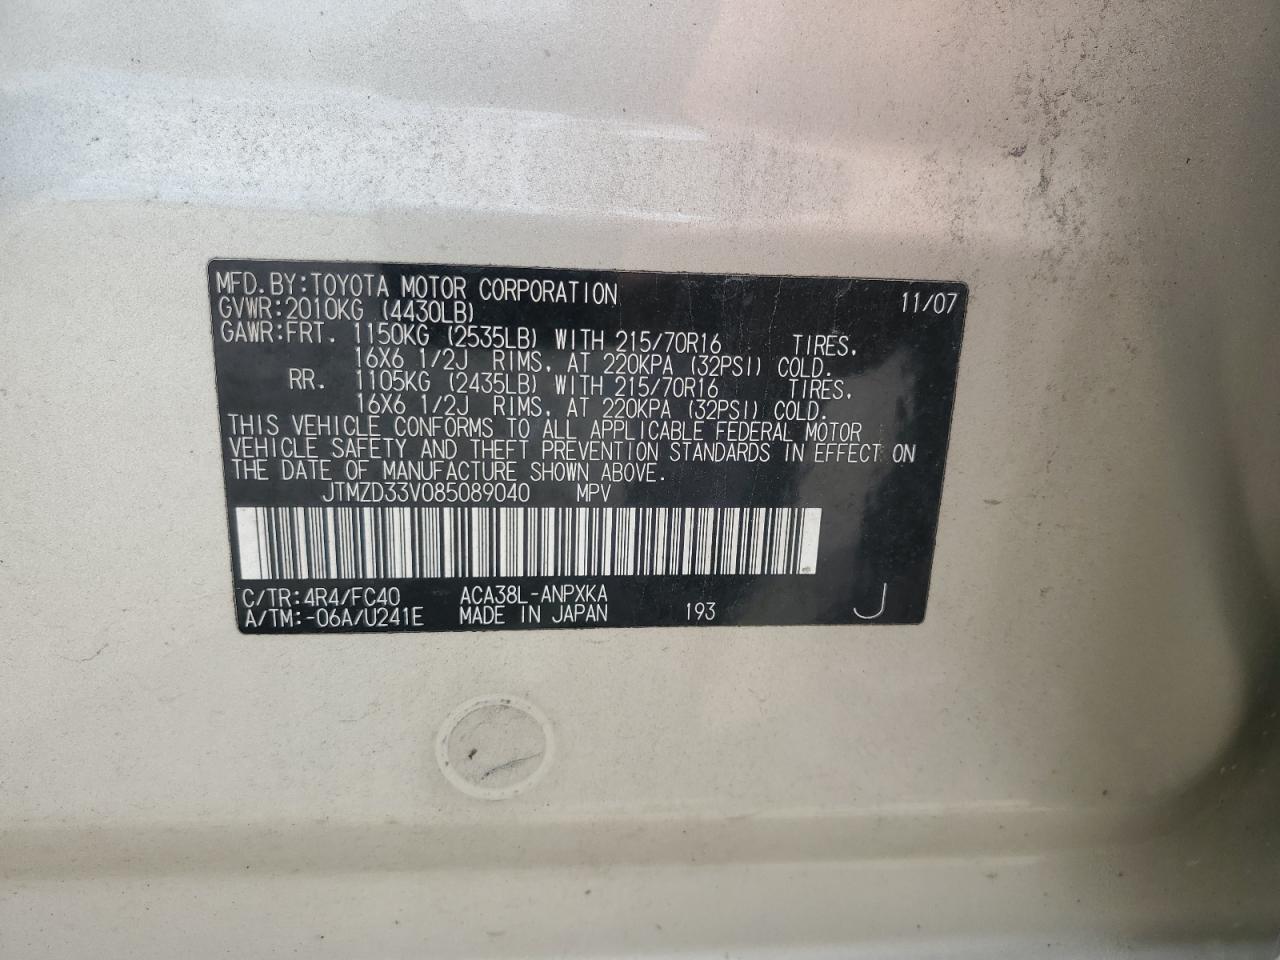 MFD.BY:TOYOTA MOTOR CORPORATION 11/07
GVWR:2010KG (4430LB)
GAWR:FRT. 1150KG (2535LB) WITH 215/70R16 TIRES,
16X6 1/2J RIMS, AT 220KPA (32PSI) COLD.
RR. 1105KG (2435LB) WITH 215/70R16 TIRES,
16X6 1/2J RIMS, AT 220KPA (32PSI) COLD.
THIS VEHICLE CONFORMS TO ALL APPLICABLE FEDERAL MOTOR
VEHICLE SAFETY AND THEFT PREVENTION STANDARDS IN EFFECT ON
THE DATE OF MANUFACTURE SHOWN ABOVE.
JTMZD33V085089040 MPV
C/TR:4R4/FC40 ACA38L-ANPXKA
A/TM:-06A/U241E MADE IN JAPAN 193 J